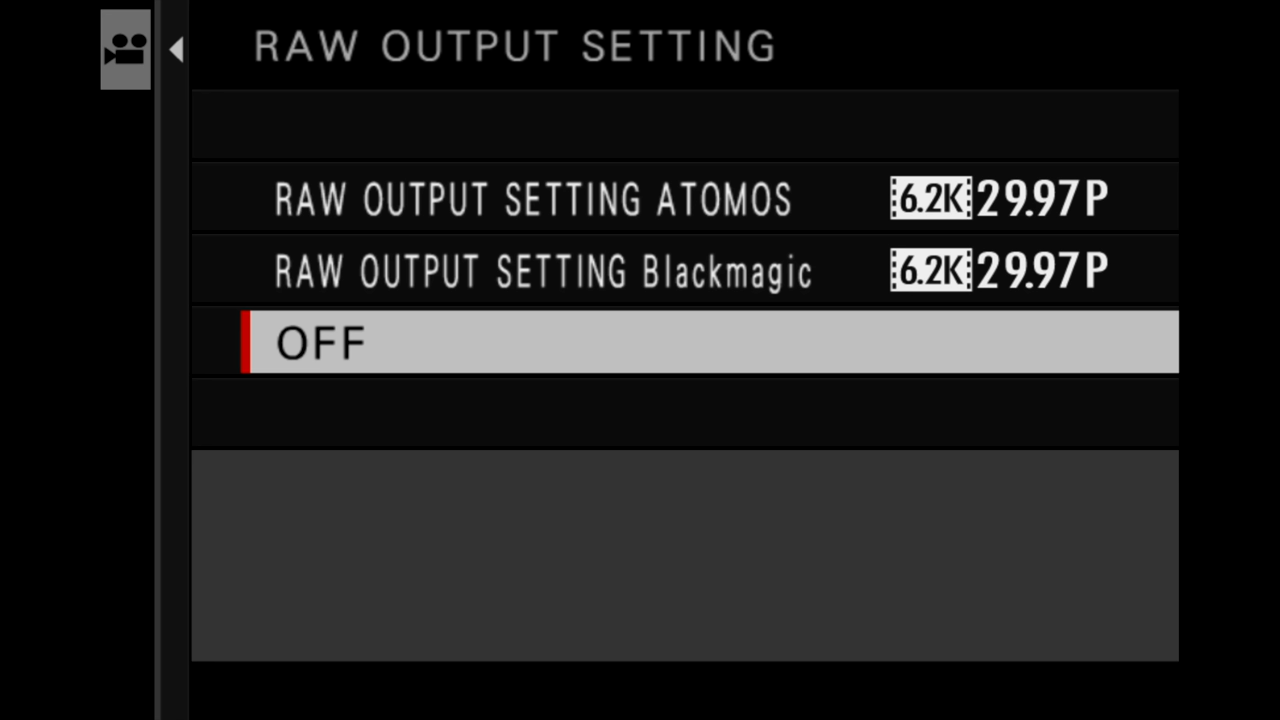 RAW OUTPUT SETTING
RAW OUTPUT SETTING ATOMOS 6.2K 29.97P
RAW OUTPUT SETTING Blackmagic 6.2K 29.97P
OFF